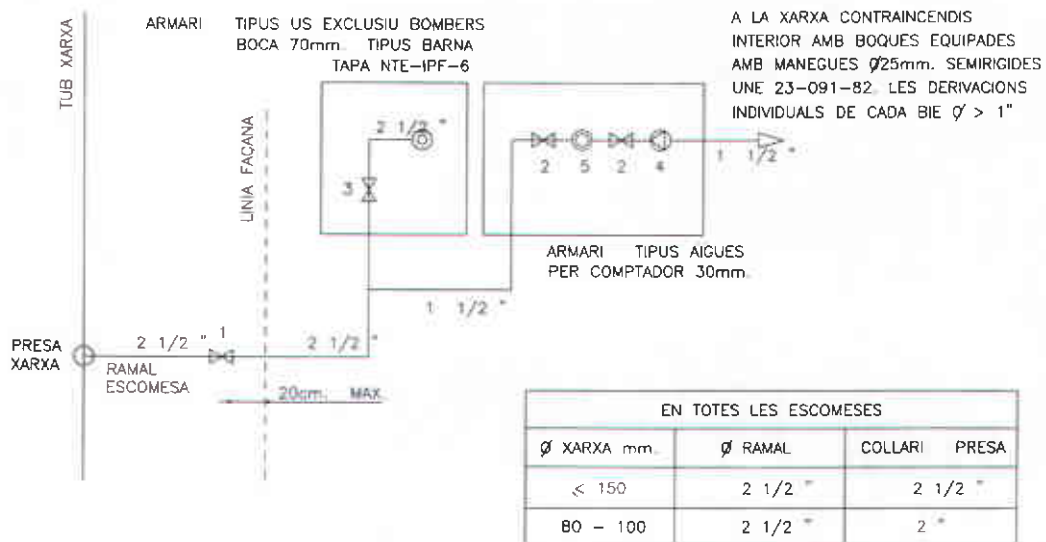 TUB XARXA
ARMARI TIPUS US EXCLUSIU BOMBERS
BOCA 70mm. TIPUS BARNA
TAPA NTE-IPF-6
A LA XARXA CONTRAINCENDIS
INTERIOR AMB BOQUES EQUIPADES
AMB MANEGUES Ø25mm. SEMIRIGIDES
UNE 23-091-82. LES DERIVACIONS
INDIVIDUALS DE CADA BIE Ø > 1"
LINIA FAÇANA
2 1/2 "
3
2 5 2 4
1 1/2 "
ARMARI TIPUS AIGUES
PER COMPTADOR 30mm.
1 1/2 "
PRESA
XARXA
2 1/2 "
1
2 1/2 "
RAMAL
ESCOMESA
20cm. MAX.
EN TOTES LES ESCOMESES
Ø XARXA mm. Ø RAMAL COLLARI PRESA
≤ 150 2 1/2 " 2 1/2 "
80 - 100 2 1/2 " 2 "